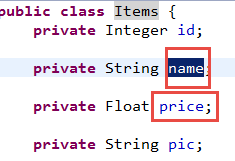 public class Items {
private Integer id;
private String name;
private Float price;
private String pic;